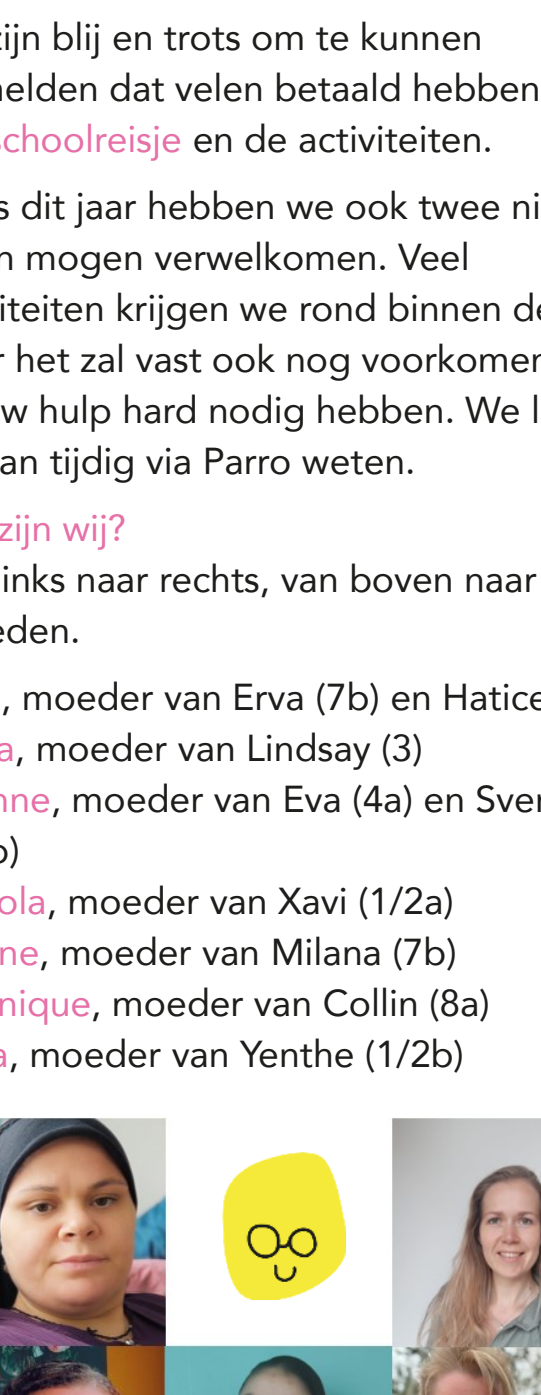 zijn blij en trots om te kunnen
elden dat velen betaald hebben
schoolreisje en de activiteiten.
s dit jaar hebben we ook twee ni
n mogen verwelkomen. Veel
iteiten krijgen we rond binnen de
r het zal vast ook nog voorkomen
w hulp hard nodig hebben. We l
an tijdig via Parro weten.
zijn wij?
inks naar rechts, van boven naar
eden.
, moeder van Erva (7b) en Hatice
a, moeder van Lindsay (3)
nne, moeder van Eva (4a) en Sven
b)
ola, moeder van Xavi (1/2a)
ne, moeder van Milana (7b)
nique, moeder van Collin (8a)
a, moeder van Yenthe (1/2b)